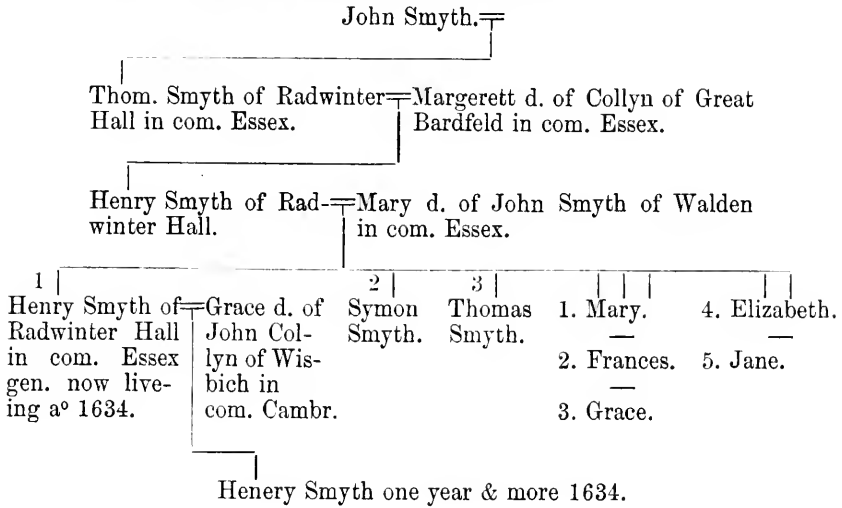 John Smyth.
Thom. Smyth of Radwinter
Hall in com. Essex.
Margerett d. of Collyn of Great
Bardfeld in com. Essex.
Henry Smyth of Rad-
winter Hall.
Mary d. of John Smyth of Walden
in com. Essex.
1
Henry Smyth of
Radwinter Hall
in com. Essex
gen. now live-
ing aº 1634.
Grace d. of
John Col-
lyn of Wis-
bich in
com. Cambr.
2
Symon
Smyth.
3
Thomas
Smyth.
1. Mary.
2. Frances.
3. Grace.
4. Elizabeth.
5. Jane.
Henery Smyth one year & more 1634.